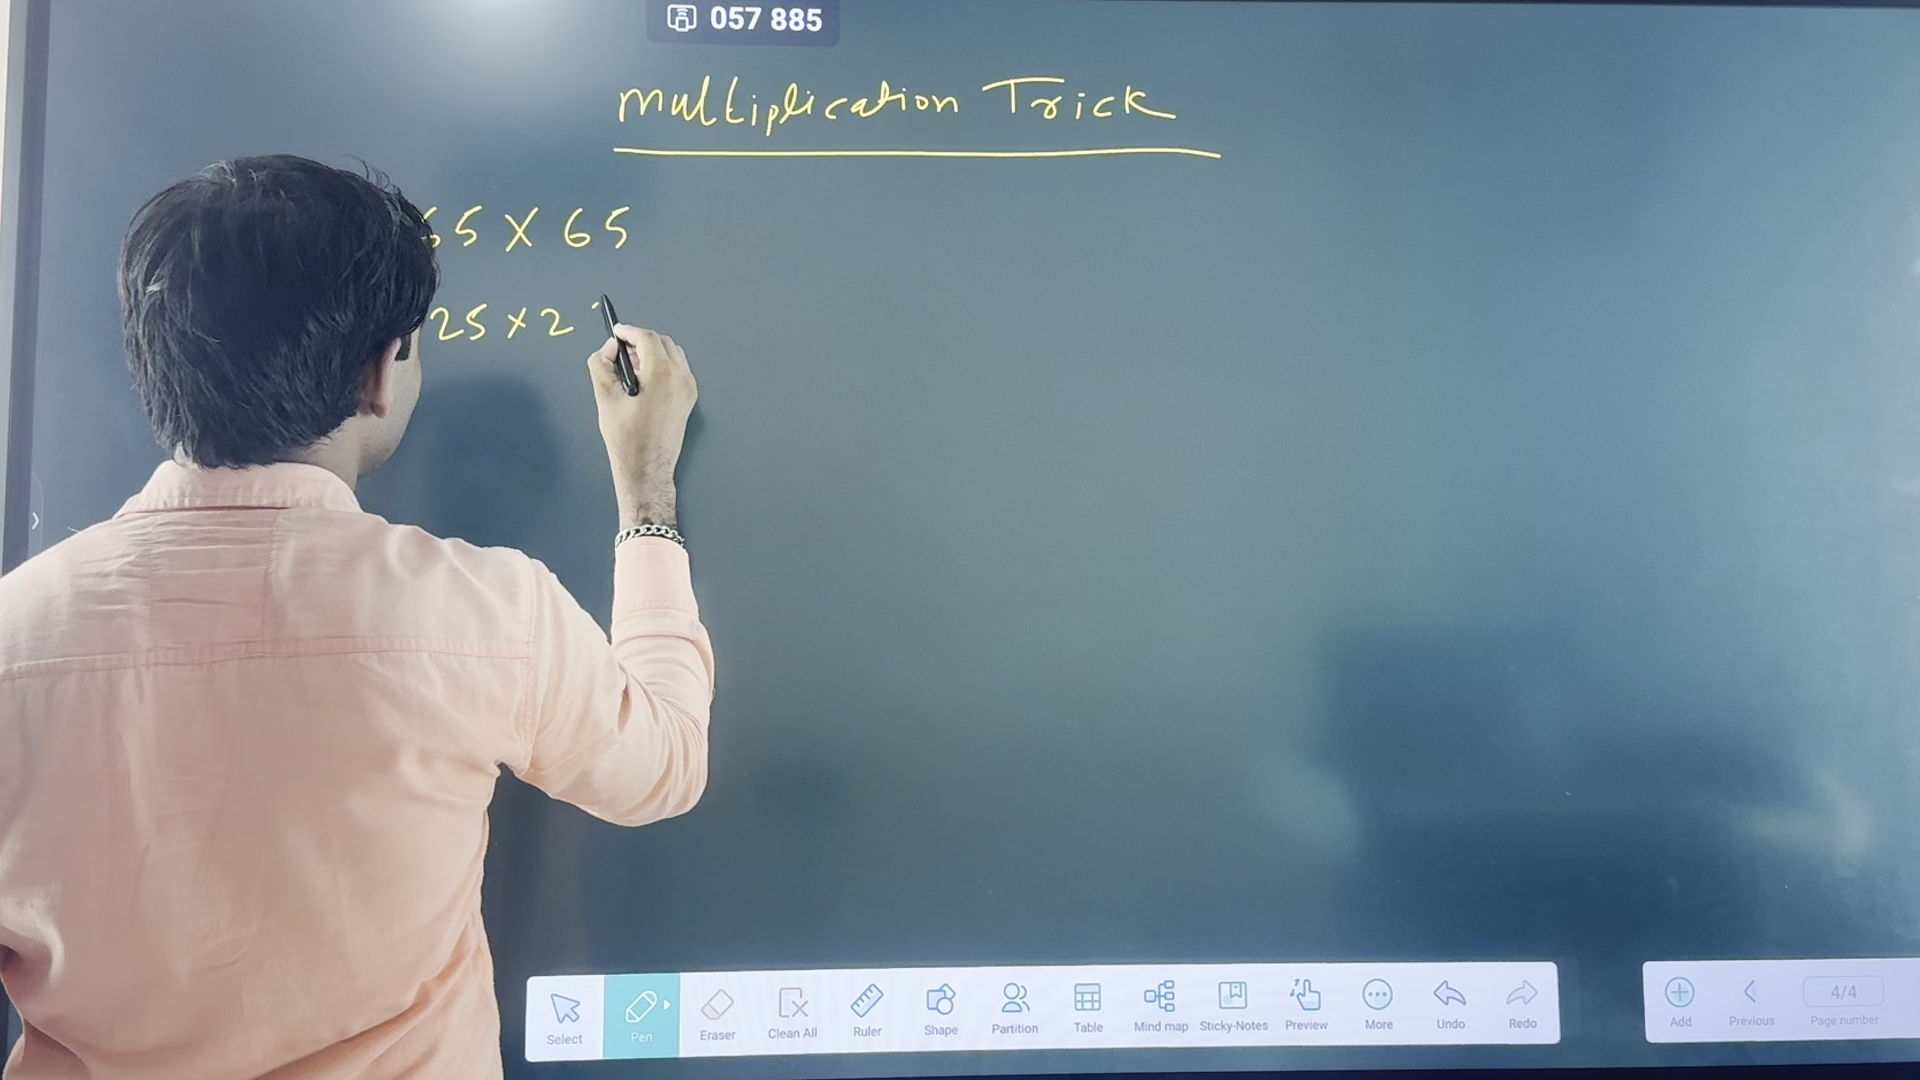 057 885
Multiplication Trick
65 X 65
25 × 2
Select
Pen
Eraser
Clean All
Ruler
Shape
Partition
Table
Mind map
Sticky-Notes
Preview
More
Undo
Redo
Add
Previous
4/4
Page number